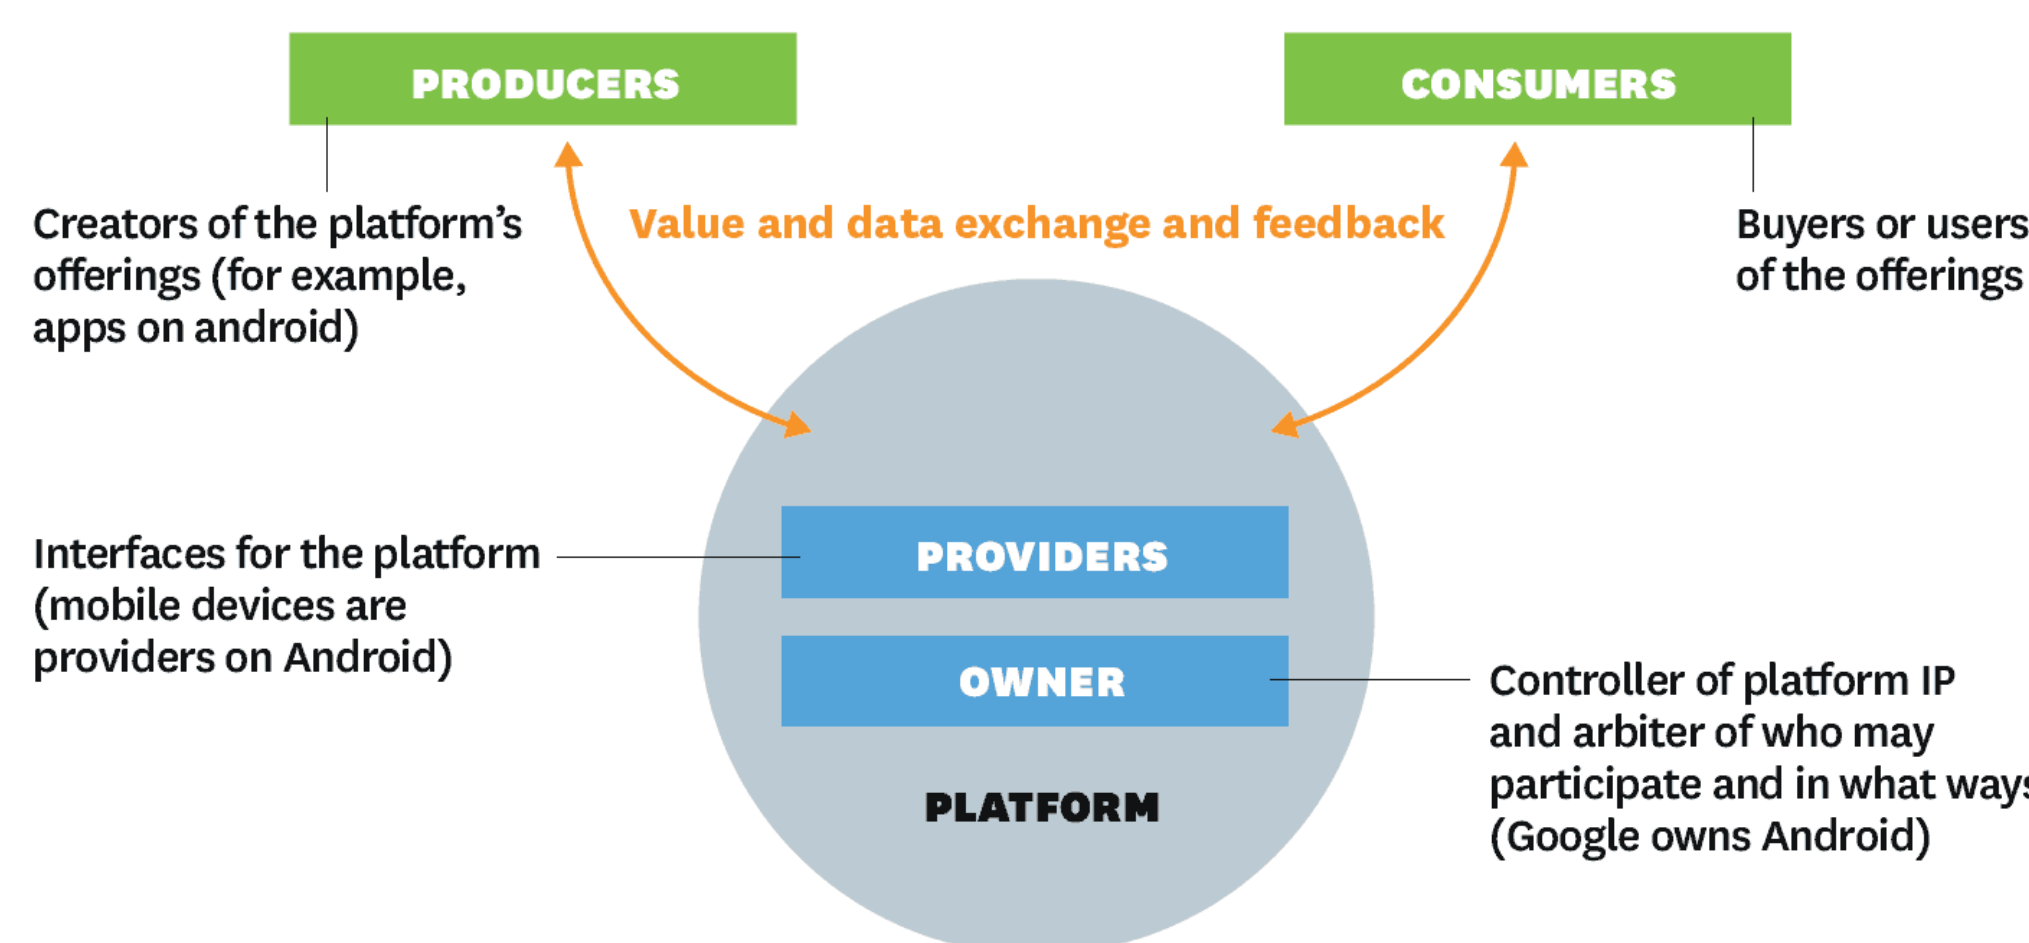 PRODUCERS
CONSUMERS
Creators of the platform’s
offerings (for example,
apps on android)
Value and data exchange and feedback
Buyers or users
of the offerings
Interfaces for the platform
(mobile devices are
providers on Android)
PROVIDERS
OWNER
Controller of platform IP
and arbiter of who may
participate and in what ways
(Google owns Android)
PLATFORM